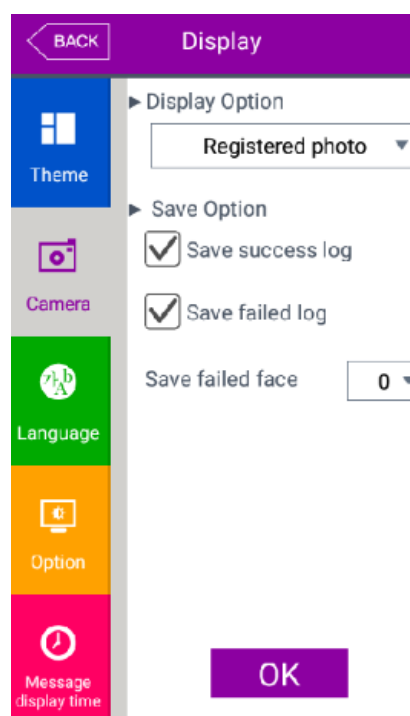 BACK
Display
Theme
Camera
Language
Option
Message
display time
▶ Display Option
Registered photo
▶ Save Option
Save success log
Save failed log
Save failed face 0
OK